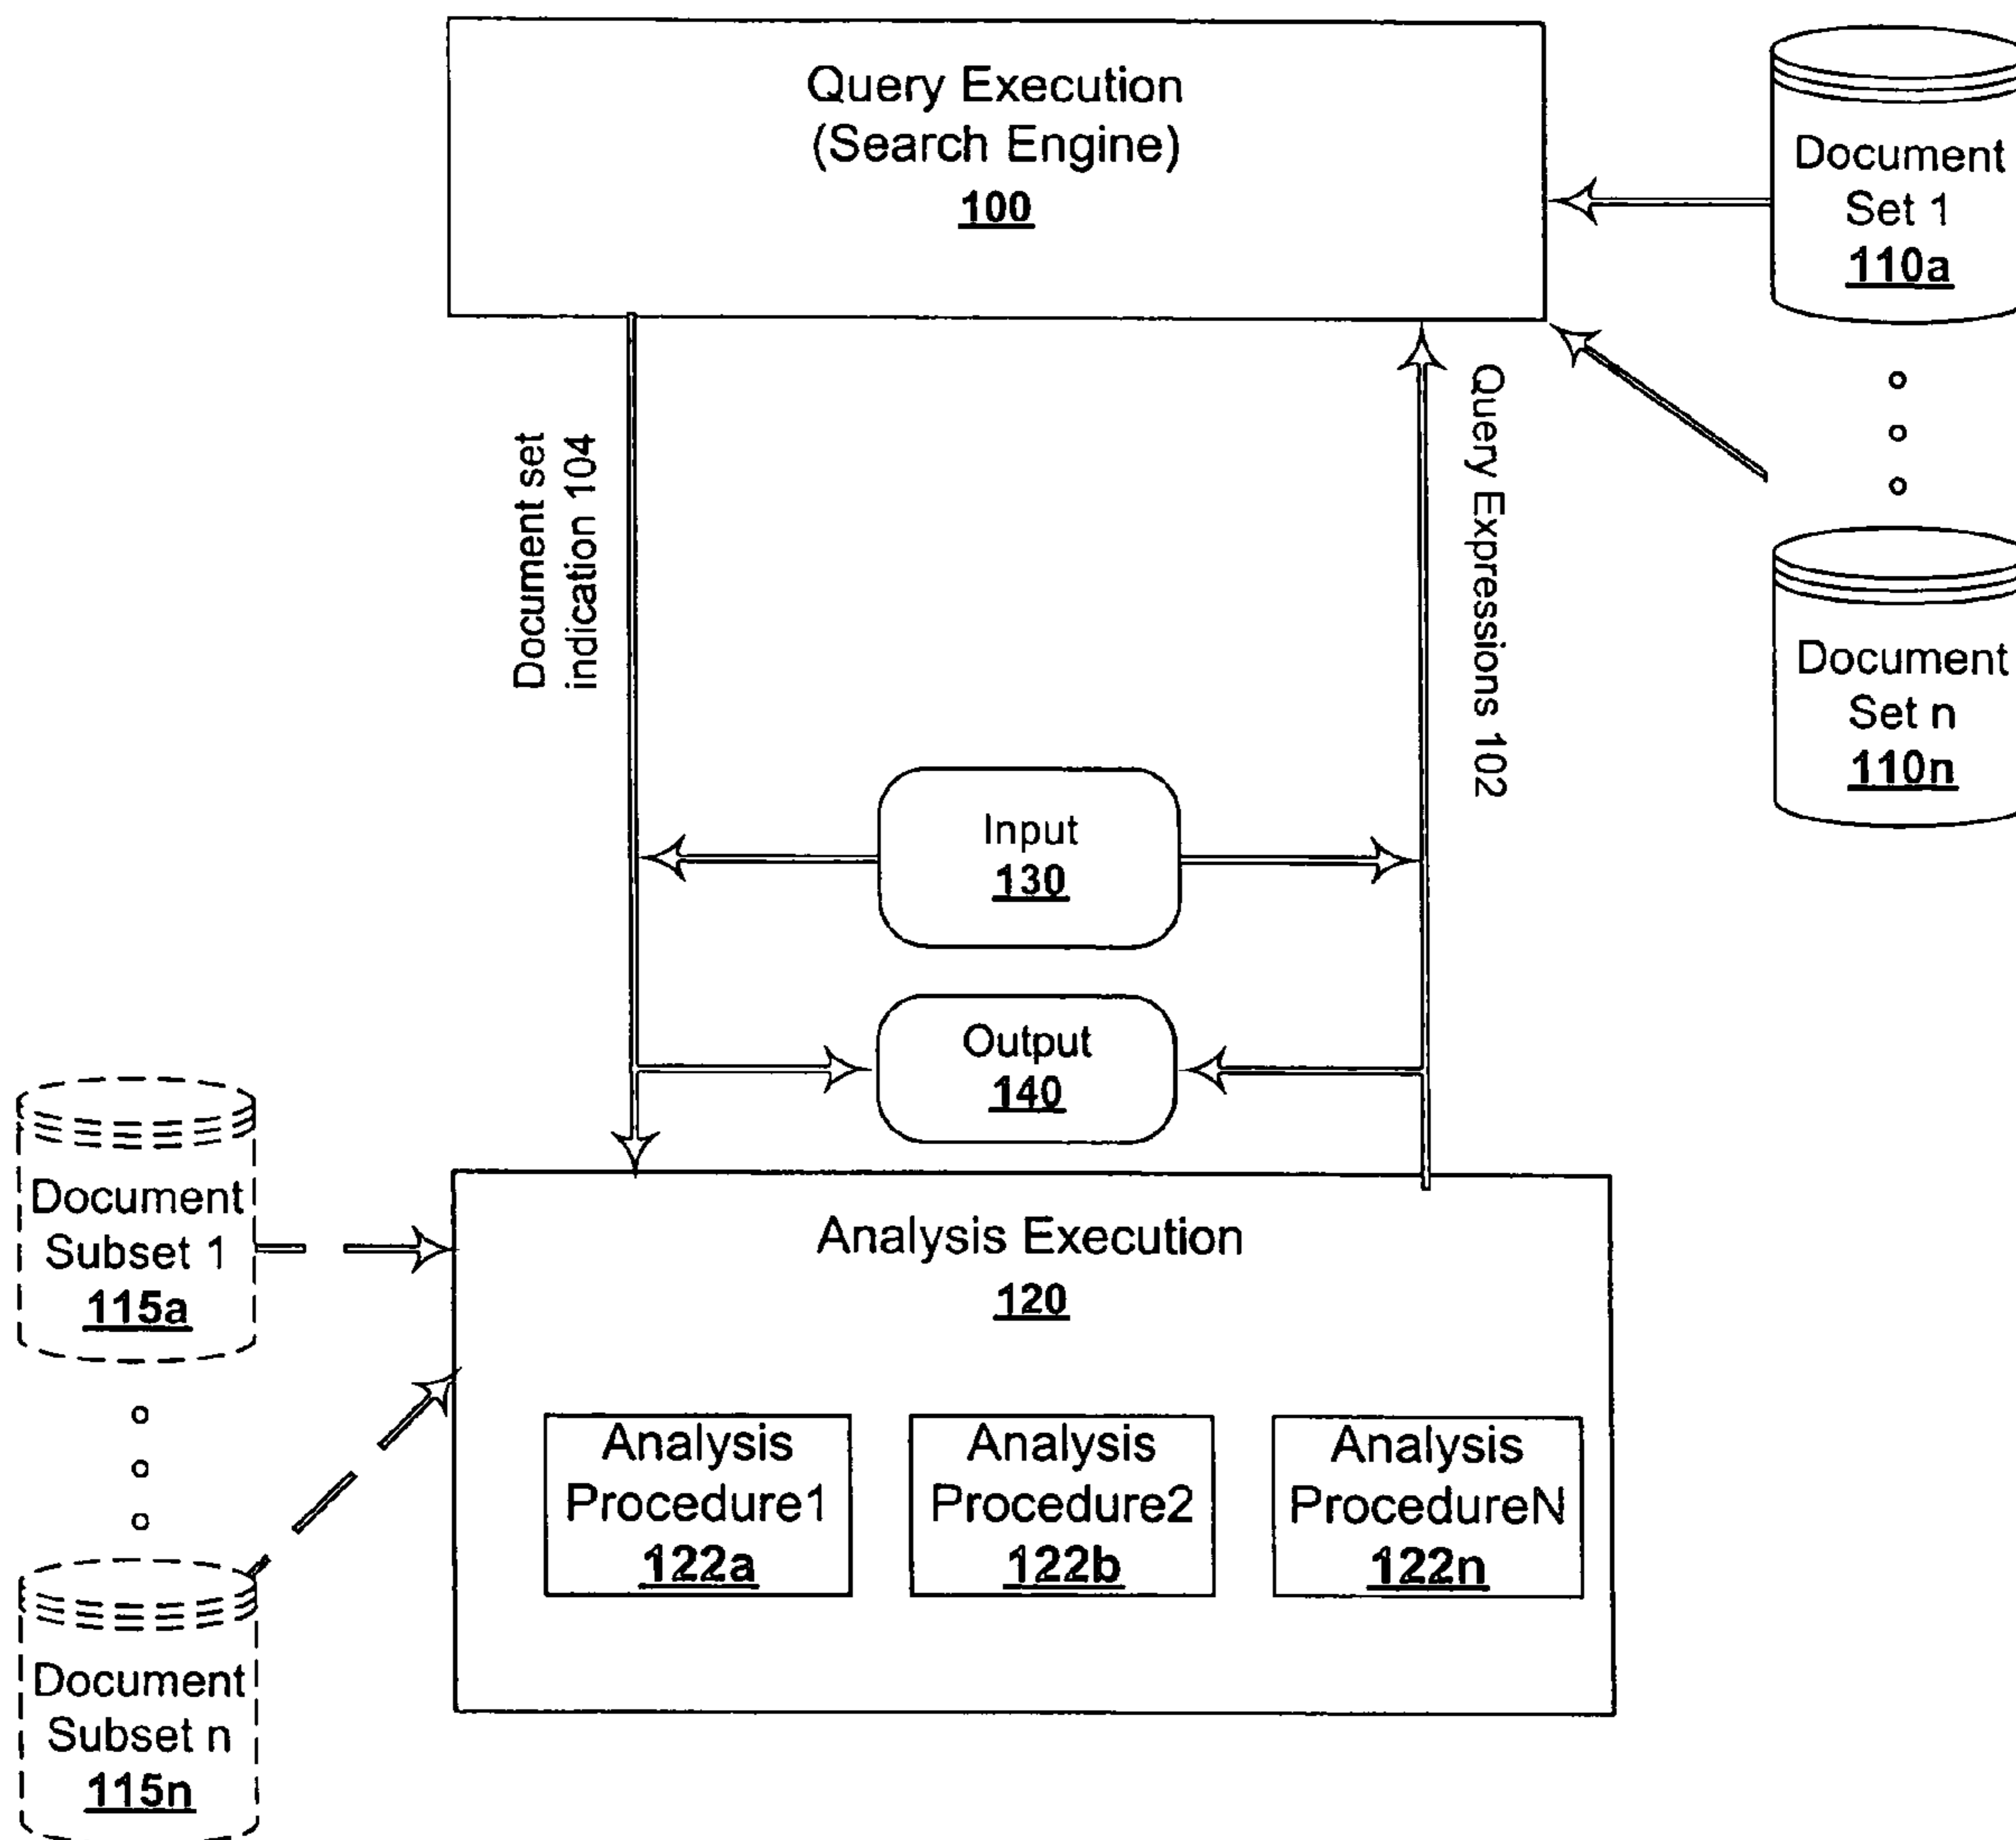 Query Execution
(Search Engine)
100
Document
Set 1
110a
Document set
indication 104
Query Expressions 102
Document
Set n
110n
Input
130
Output
140
Document
Subset 1
115a
Analysis Execution
120
Analysis
Procedure1
122a
Analysis
Procedure2
122b
Analysis
ProcedureN
122n
Document
Subset n
115n